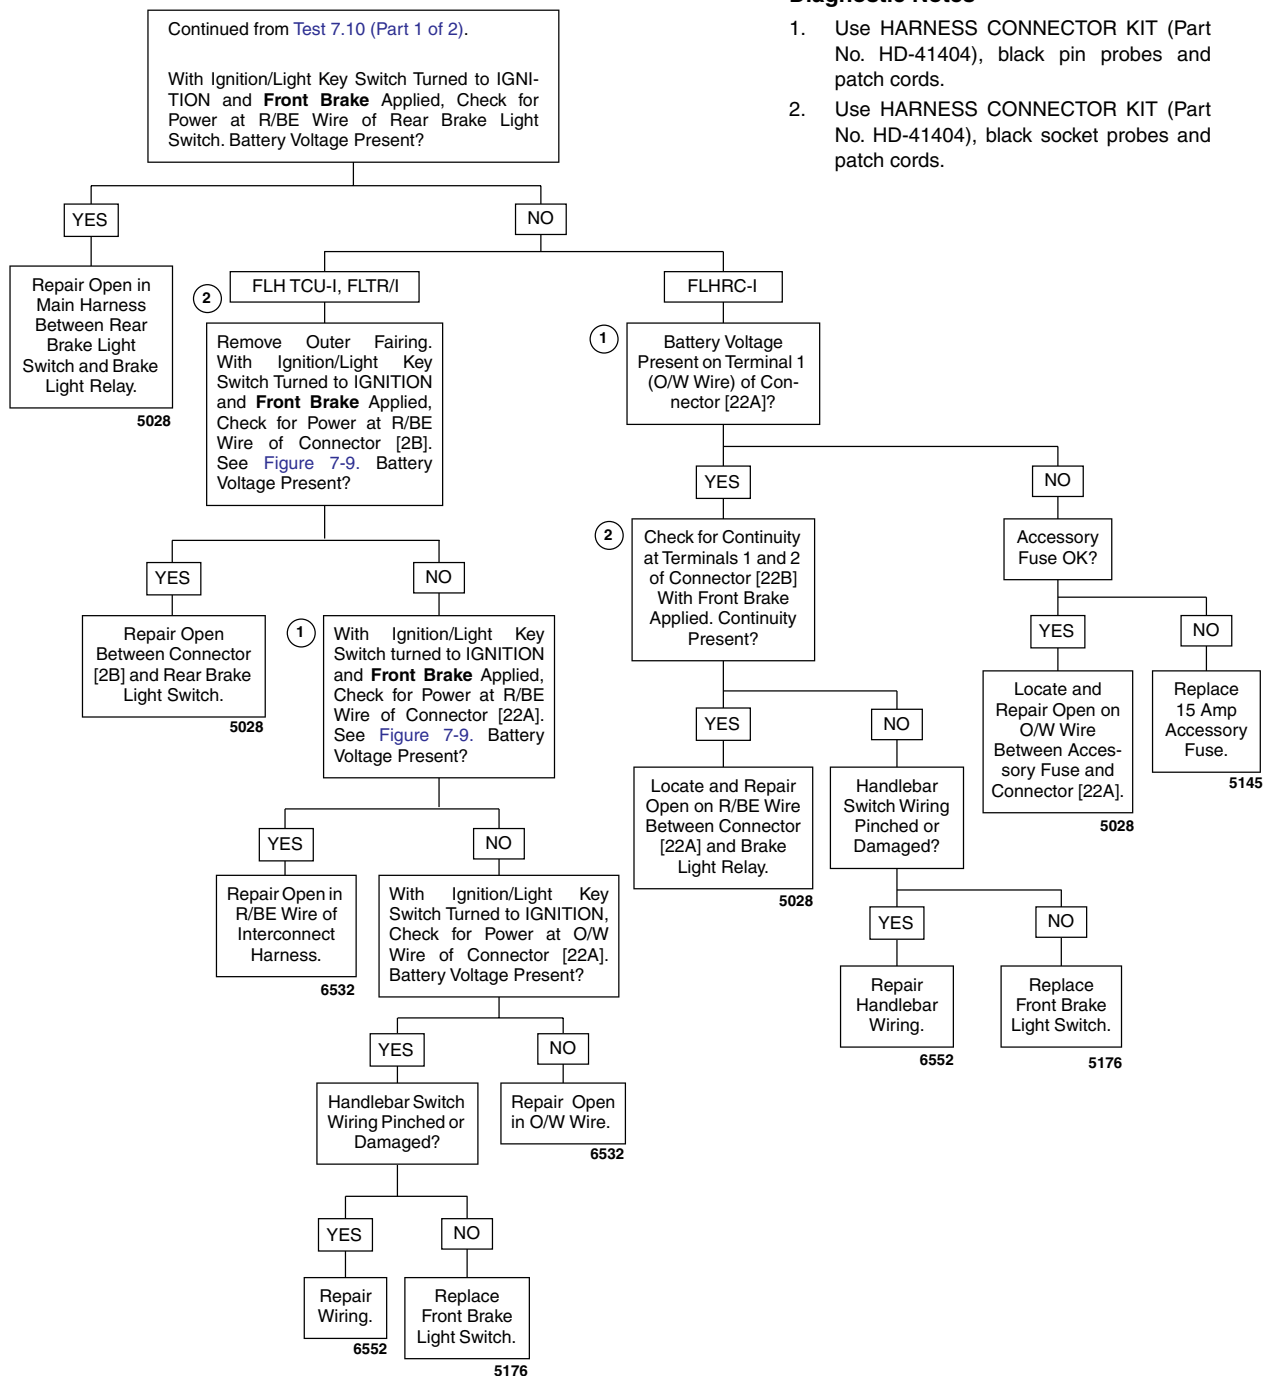 Continued from Test 7.10 (Part 1 of 2).
With Ignition/Light Key Switch Turned to IGNI-
TION and Front Brake Applied, Check for
Power at R/BE Wire of Rear Brake Light
Switch. Battery Voltage Present?
1. Use HARNESS CONNECTOR KIT (Part
No. HD-41404), black pin probes and
patch cords.
2. Use HARNESS CONNECTOR KIT (Part
No. HD-41404), black socket probes and
patch cords.
YES
NO
Repair Open in
Main Harness
Between Rear
Brake Light
Switch and Brake
Light Relay.
5028
FLH TCU-I, FLTR/I
FLHRC-I
2
Remove Outer Fairing.
With Ignition/Light Key
Switch Turned to IGNITION
and Front Brake Applied,
Check for Power at R/BE
Wire of Connector [2B].
See Figure 7-9. Battery
Voltage Present?
1
Battery Voltage
Present on Terminal 1
(O/W Wire) of Con-
nector [22A]?
YES
NO
2
Check for Continuity
at Terminals 1 and 2
of Connector [22B]
With Front Brake
Applied. Continuity
Present?
Accessory
Fuse OK?
YES
NO
Repair Open
Between Connector
[2B] and Rear Brake
Light Switch.
5028
1
With Ignition/Light Key
Switch turned to IGNITION
and Front Brake Applied,
Check for Power at R/BE
Wire of Connector [22A].
See Figure 7-9. Battery
Voltage Present?
YES
NO
Locate and
Repair Open on
O/W Wire
Between Acces-
sory Fuse and
Connector [22A].
5028
Replace
15 Amp
Accessory
Fuse.
5145
YES
NO
Locate and Repair
Open on R/BE Wire
Between Connector
[22A] and Brake
Light Relay.
5028
Handlebar
Switch Wiring
Pinched or
Damaged?
YES
NO
Repair Open in
R/BE Wire of
Interconnect
Harness.
6532
With Ignition/Light Key
Switch Turned to IGNITION,
Check for Power at O/W
Wire of Connector [22A].
Battery Voltage Present?
YES
NO
Repair
Handlebar
Wiring.
6552
Replace
Front Brake
Light Switch.
5176
YES
NO
Handlebar Switch
Wiring Pinched or
Damaged?
Repair Open
in O/W Wire.
6532
YES
NO
Repair
Wiring.
6552
Replace
Front Brake
Light Switch.
5176